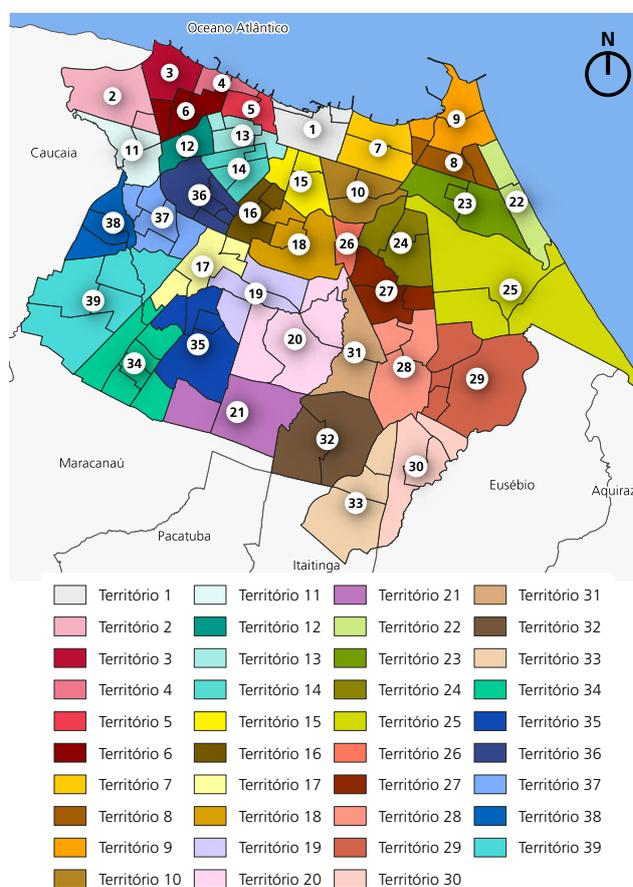 Oceano Atlântico
N
3
4
2
9
6
5
1
13
7
12
11
Caucaia
8
14
15
36
10
22
23
16
37
38
24
18
26
17
25
27
19
39
20
35
31
34
28
29
21
32
Maracanaú
30
Eusébio
Aquiraz
33
Pacatuba
Itaitinga
Território 1
Território 11
Território 21
Território 31
Território 2
Território 12
Território 22
Território 32
Território 3
Território 13
Território 23
Território 33
Território 4
Território 14
Território 24
Território 34
Território 5
Território 15
Território 25
Território 35
Território 6
Território 16
Território 26
Território 36
Território 7
Território 17
Território 27
Território 37
Território 8
Território 18
Território 28
Território 38
Território 9
Território 19
Território 29
Território 39
Território 10
Território 20
Território 30